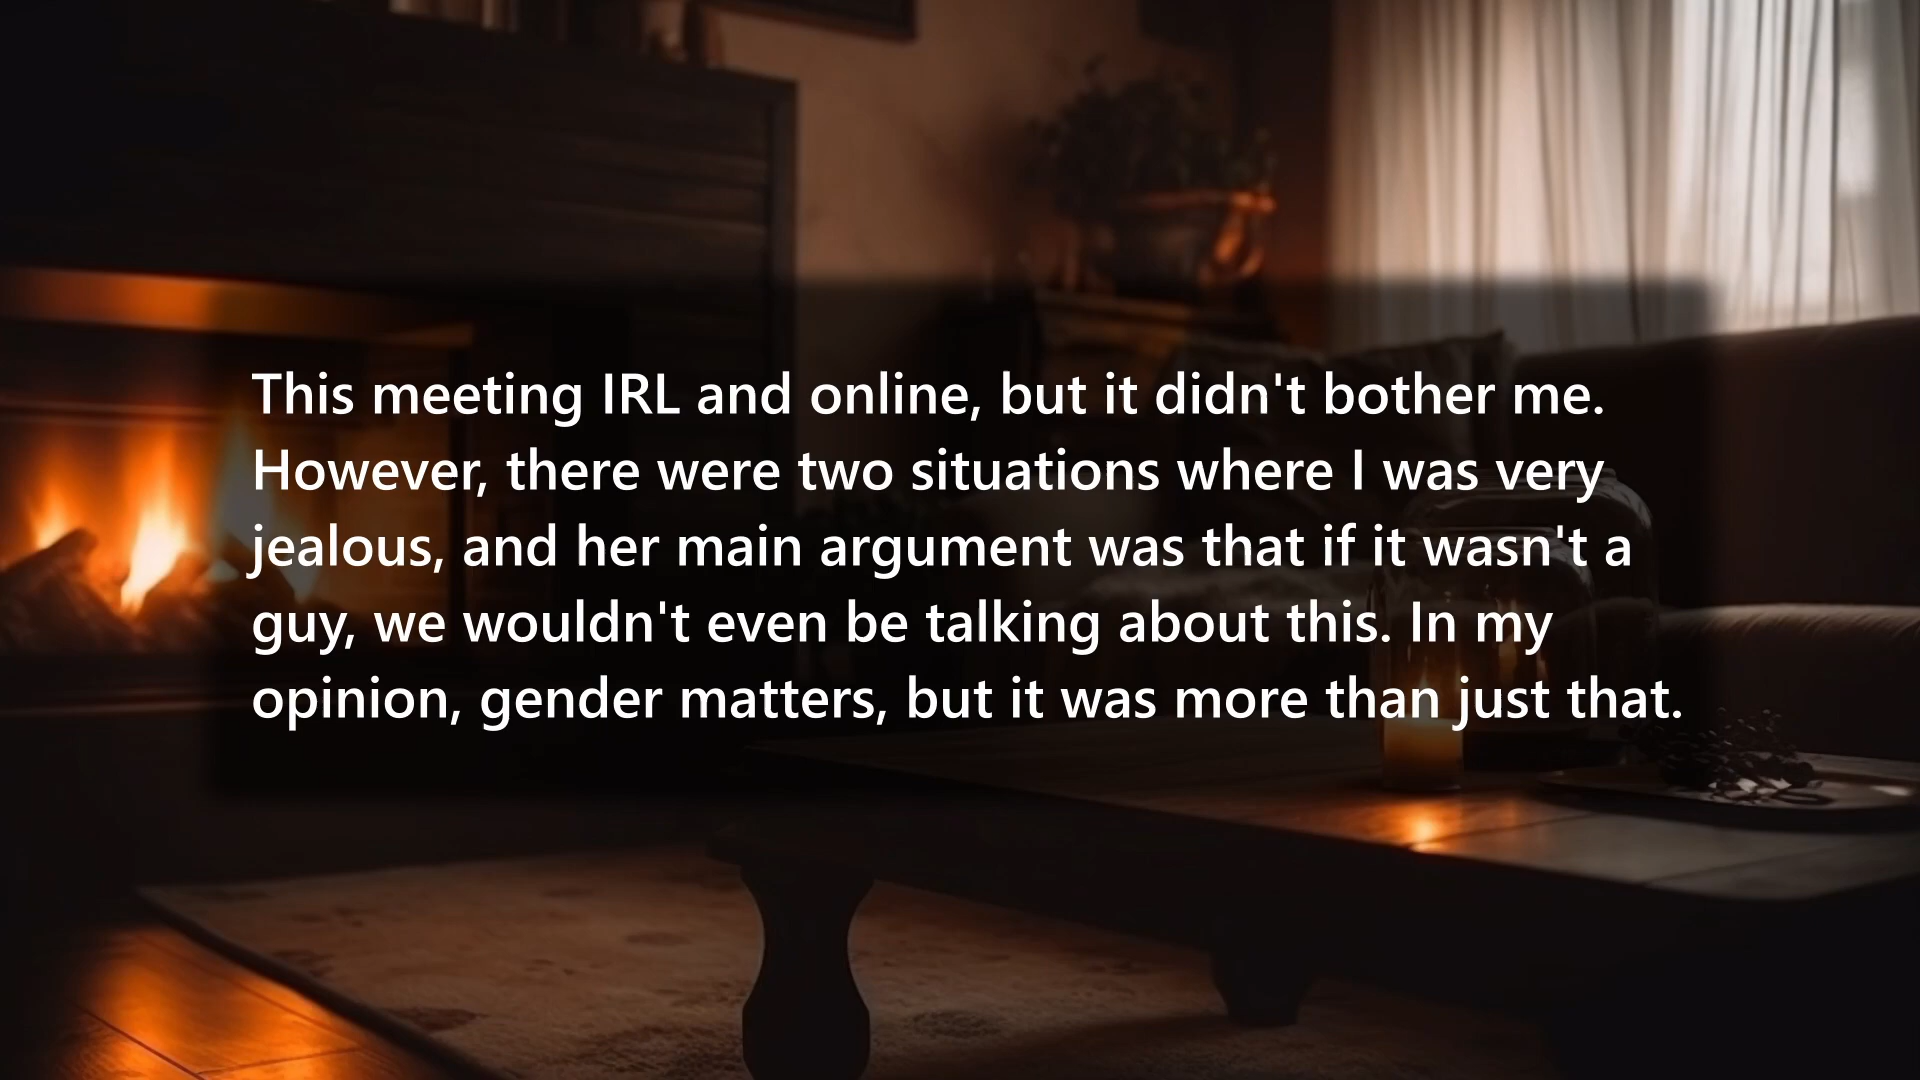 This meeting IRL and online, but it didn't bother me.
However, there were two situations where I was very
jealous, and her main argument was that if it wasn't a
guy, we wouldn't even be talking about this. In my
opinion, gender matters, but it was more than just that.